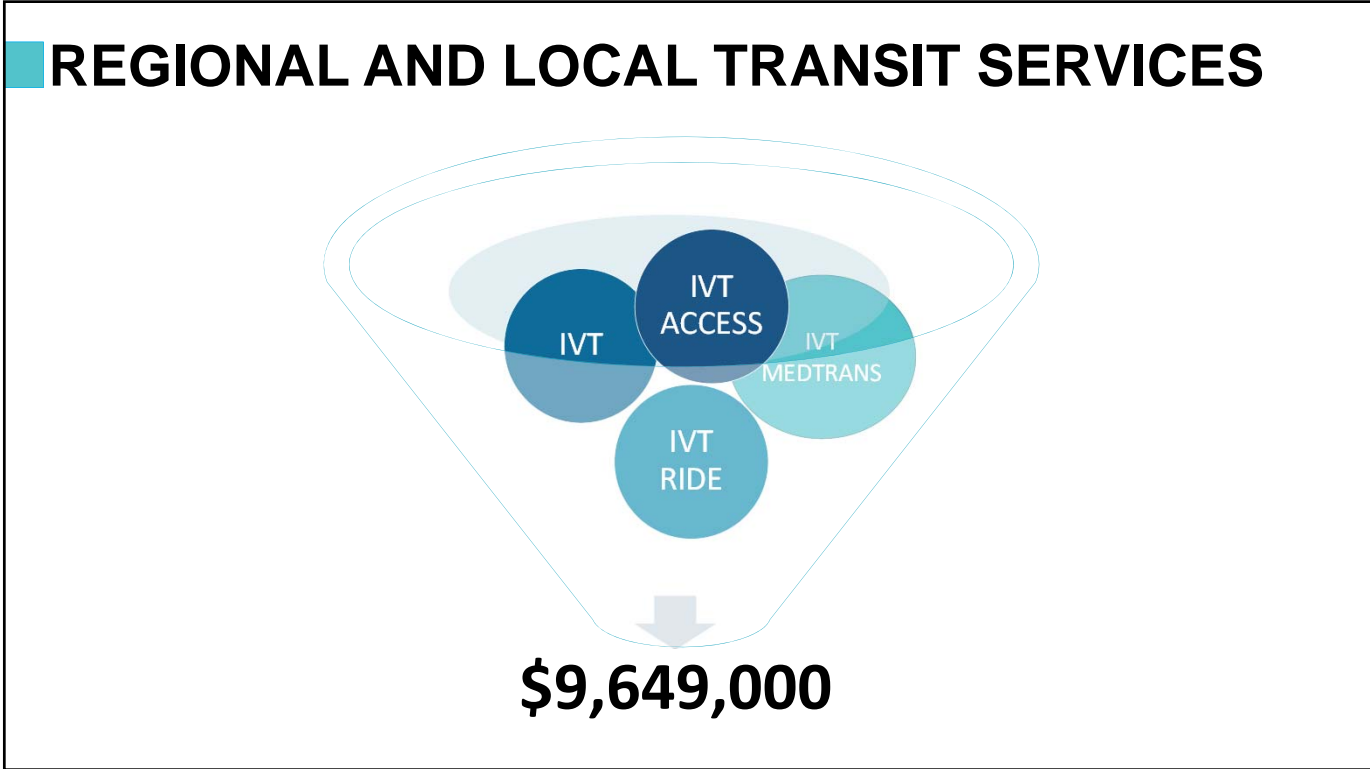 REGIONAL AND LOCAL TRANSIT SERVICES
IVT
ACCESS
IVT
IVT
MEDTRANS
IVT
RIDE
$9,649,000